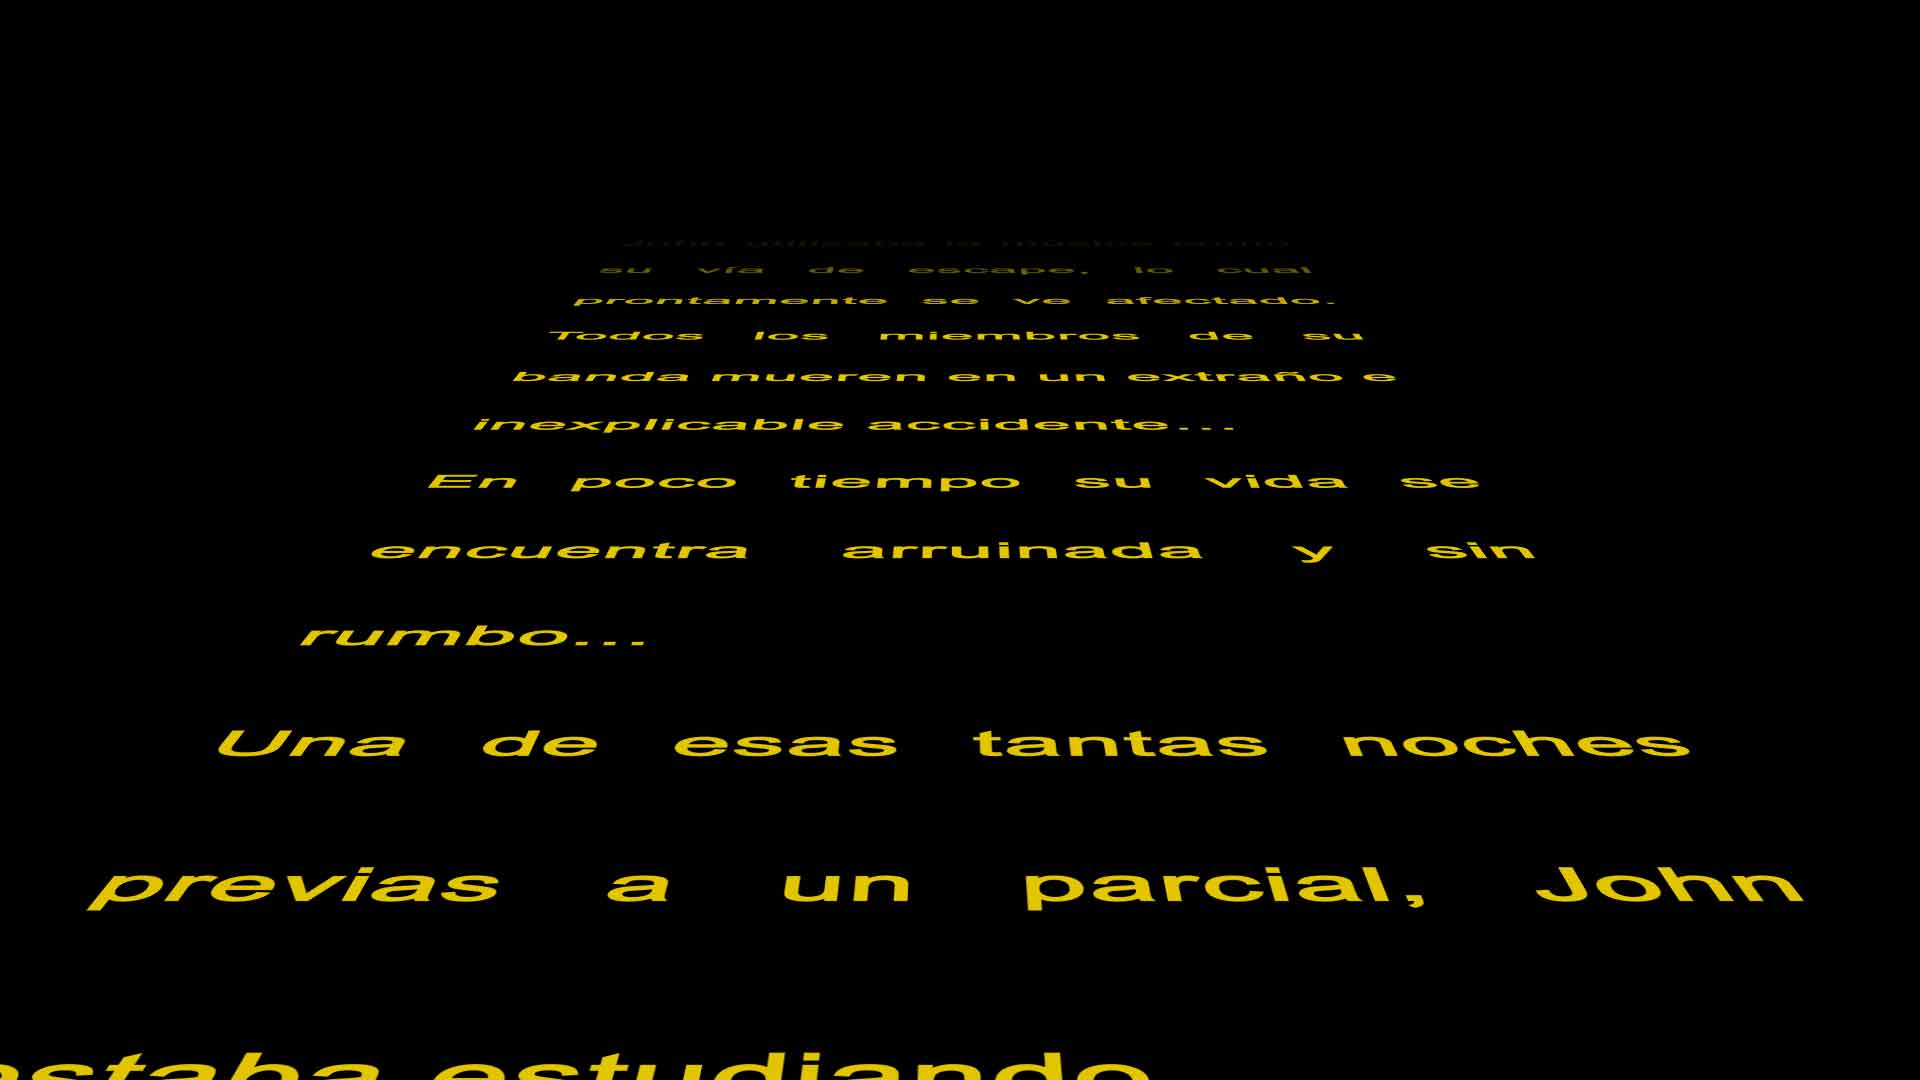 John utilizaba la música como
su vía de escape, lo cual
prontamente se ve afectado.
Todos los miembros de su
banda mueren en un extraño e
inexplicable accidente...
En poco tiempo su vida se
encuentra arruinada y sin
rumbo...
Una de esas tantas noches
previas a un parcial, John
estudiando